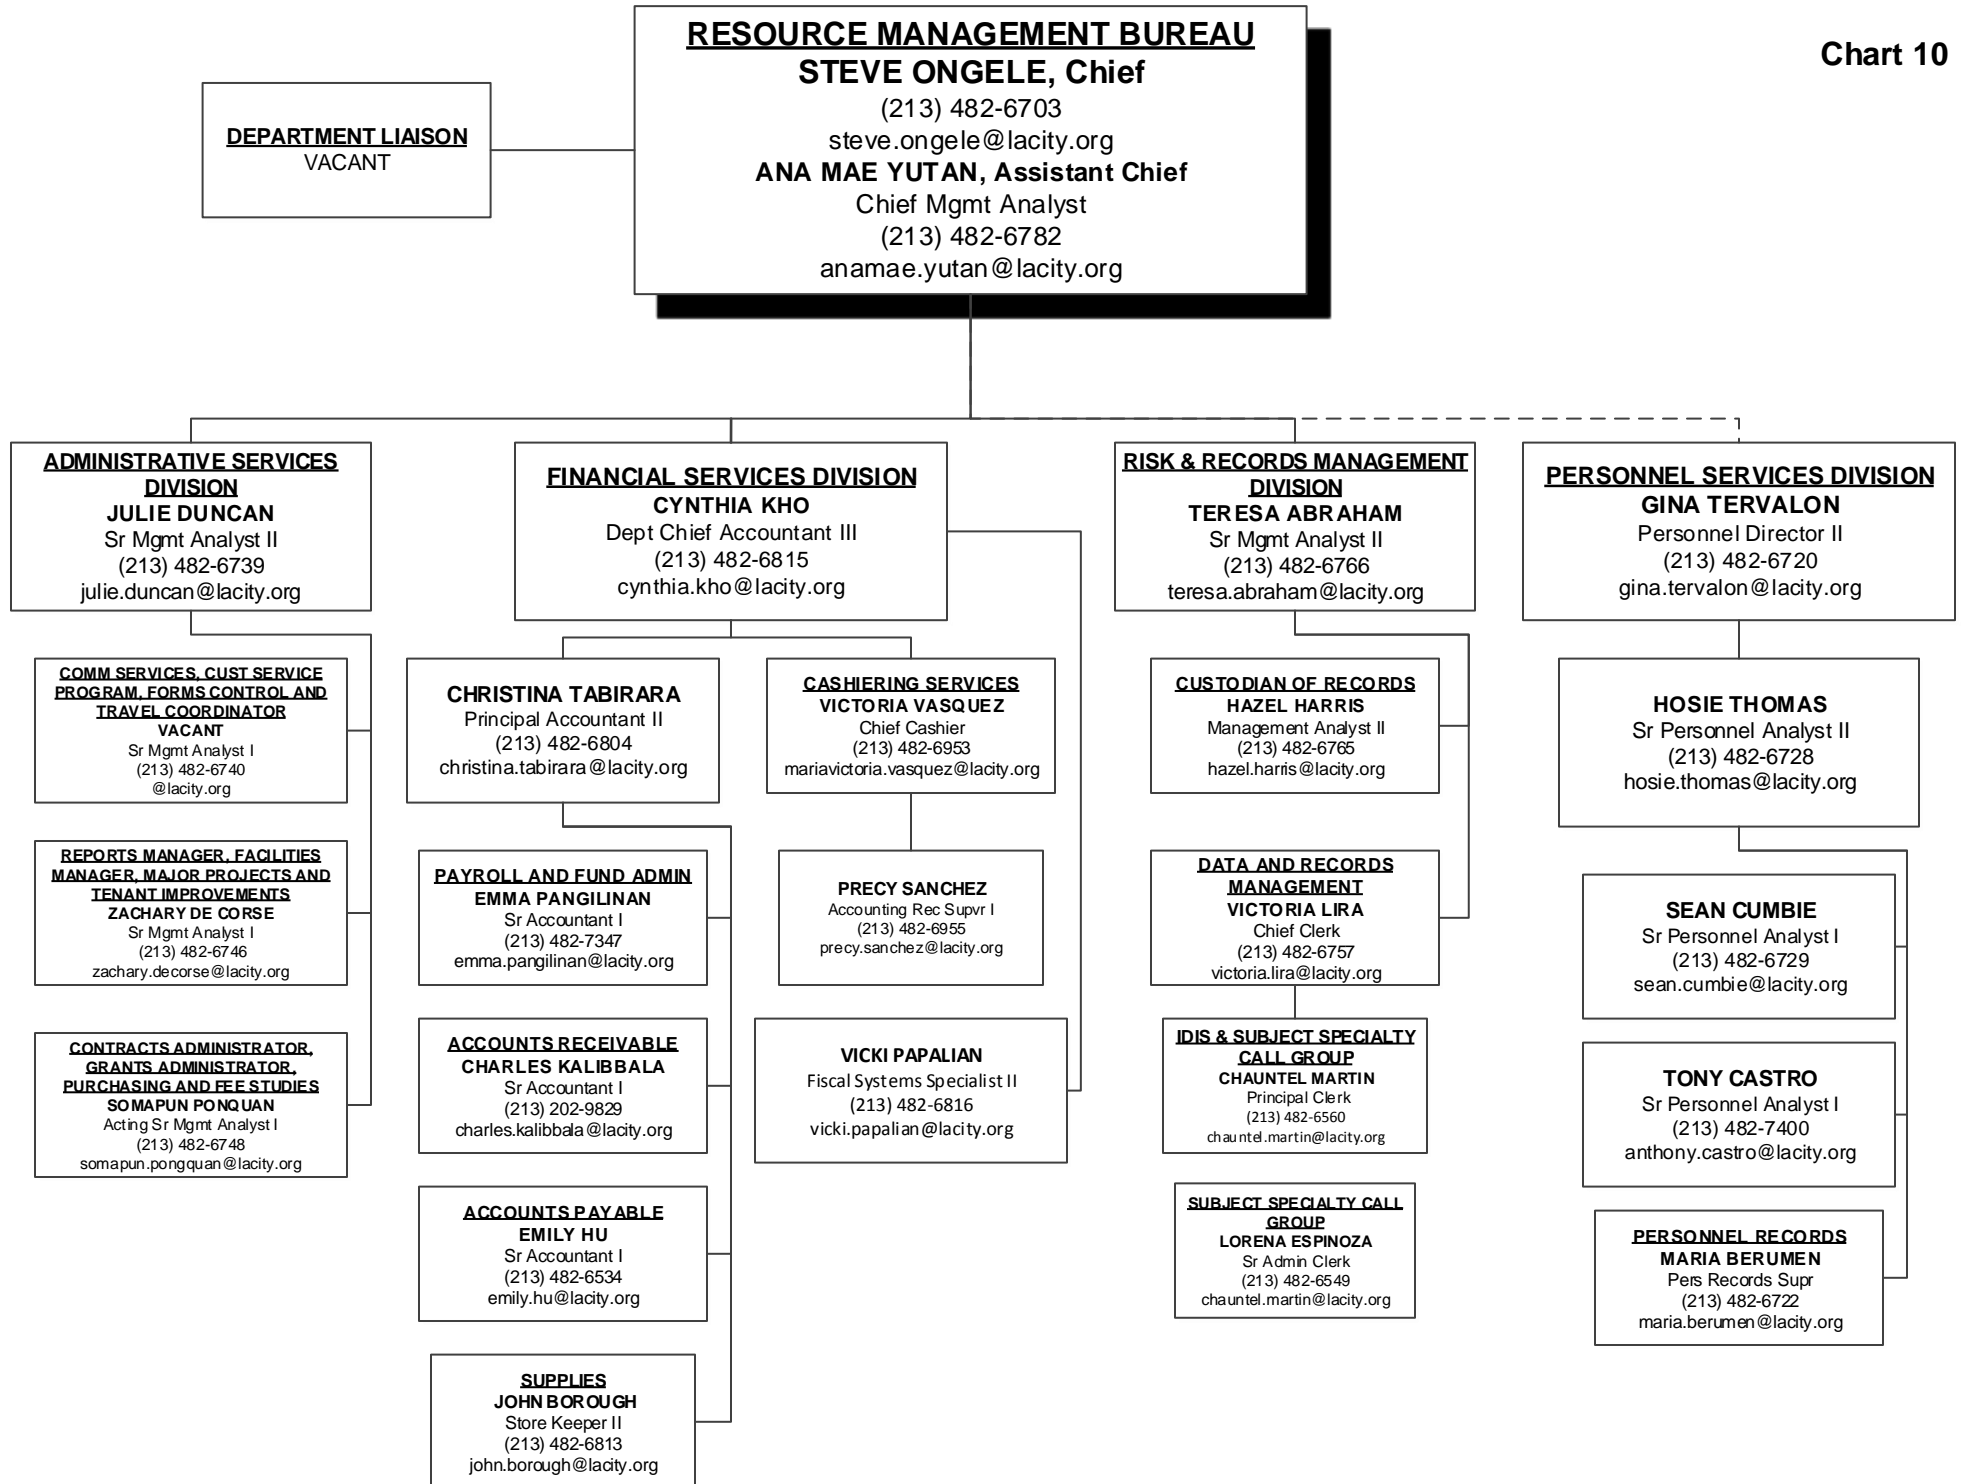 Chart 10
RESOURCE MANAGEMENT BUREAU
STEVE ONGELE, Chief
(213) 482-6703
steve.ongele@lacity.org
ANA MAE YUTAN, Assistant Chief
Chief Mgmt Analyst
(213) 482-6782
anamae.yutan@lacity.org
DEPARTMENT LIAISON
VACANT
ADMINISTRATIVE SERVICES
DIVISION
JULIE DUNCAN
Sr Mgmt Analyst II
(213) 482-6739
julie.duncan@lacity.org
COMM SERVICES, CUST SERVICE
PROGRAM, FORMS CONTROL AND
TRAVEL COORDINATOR
VACANT
Sr Mgmt Analyst I
(213) 482-6740
@lacity.org
REPORTS MANAGER, FACILITIES
MANAGER, MAJOR PROJECTS AND
TENANT IMPROVEMENTS
ZACHARY DE CORSE
Sr Mgmt Analyst I
(213) 482-6746
zachary.decorse@lacity.org
CONTRACTS ADMINISTRATOR,
GRANTS ADMINISTRATOR,
PURCHASING AND FEE STUDIES
SOMAPUN PONQUAN
Acting Sr Mgmt Analyst I
(213) 482-6748
somapun.pongquan@lacity.org
FINANCIAL SERVICES DIVISION
CYNTHIA KHO
Dept Chief Accountant III
(213) 482-6815
cynthia.kho@lacity.org
CHRISTINA TABIRARA
Principal Accountant II
(213) 482-6804
christina.tabirara@lacity.org
PAYROLL AND FUND ADMIN
EMMA PANGILINAN
Sr Accountant I
(213) 482-7347
emma.pangilinan@lacity.org
ACCOUNTS RECEIVABLE
CHARLES KALIBBALA
Sr Accountant I
(213) 202-9829
charles.kalibbala@lacity.org
ACCOUNTS PAYABLE
EMILY HU
Sr Accountant I
(213) 482-6534
emily.hu@lacity.org
SUPPLIES
JOHN BOROUGH
Store Keeper II
(213) 482-6813
john.borough@lacity.org
CASHIERING SERVICES
VICTORIA VASQUEZ
Chief Cashier
(213) 482-6953
mariavictoria.vasquez@lacity.org
PRECY SANCHEZ
Accounting Rec Supvr I
(213) 482-6955
precy.sanchez@lacity.org
VICKI PAPALIAN
Fiscal Systems Specialist II
(213) 482-6816
vicki.papalian@lacity.org
RISK & RECORDS MANAGEMENT
DIVISION
TERESA ABRAHAM
Sr Mgmt Analyst II
(213) 482-6766
teresa.abraham@lacity.org
CUSTODIAN OF RECORDS
HAZEL HARRIS
Management Analyst II
(213) 482-6765
hazel.harris@lacity.org
DATA AND RECORDS
MANAGEMENT
VICTORIA LIRA
Chief Clerk
(213) 482-6757
victoria.lira@lacity.org
IDIS & SUBJECT SPECIALTY
CALL GROUP
CHAUNTEL MARTIN
Principal Clerk
(213) 482-6560
chauntel.martin@lacity.org
SUBJECT SPECIALTY CALL
GROUP
LORENA ESPINOZA
Sr Admin Clerk
(213) 482-6549
chauntel.martin@lacity.org
PERSONNEL SERVICES DIVISION
GINA TERVALON
Personnel Director II
(213) 482-6720
gina.tervalon@lacity.org
HOSIE THOMAS
Sr Personnel Analyst II
(213) 482-6728
hosie.thomas@lacity.org
SEAN CUMBIE
Sr Personnel Analyst I
(213) 482-6729
sean.cumbie@lacity.org
TONY CASTRO
Sr Personnel Analyst I
(213) 482-7400
anthony.castro@lacity.org
PERSONNEL RECORDS
MARIA BERUMEN
Pers Records Supr
(213) 482-6722
maria.berumen@lacity.org